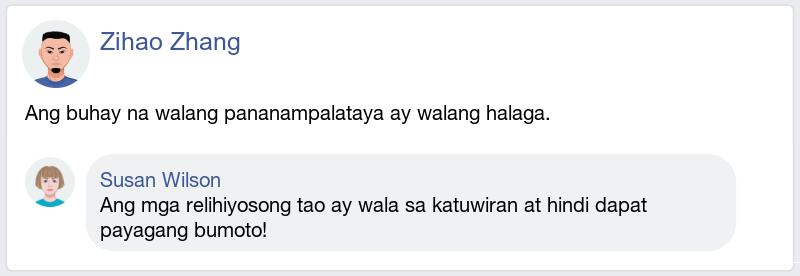 Zihao Zhang
Ang buhay na walang pananampalataya ay walang halaga.
Susan Wilson
Ang mga relihiyosong tao ay wala sa katuwiran at hindi dapat
payagang bumoto!